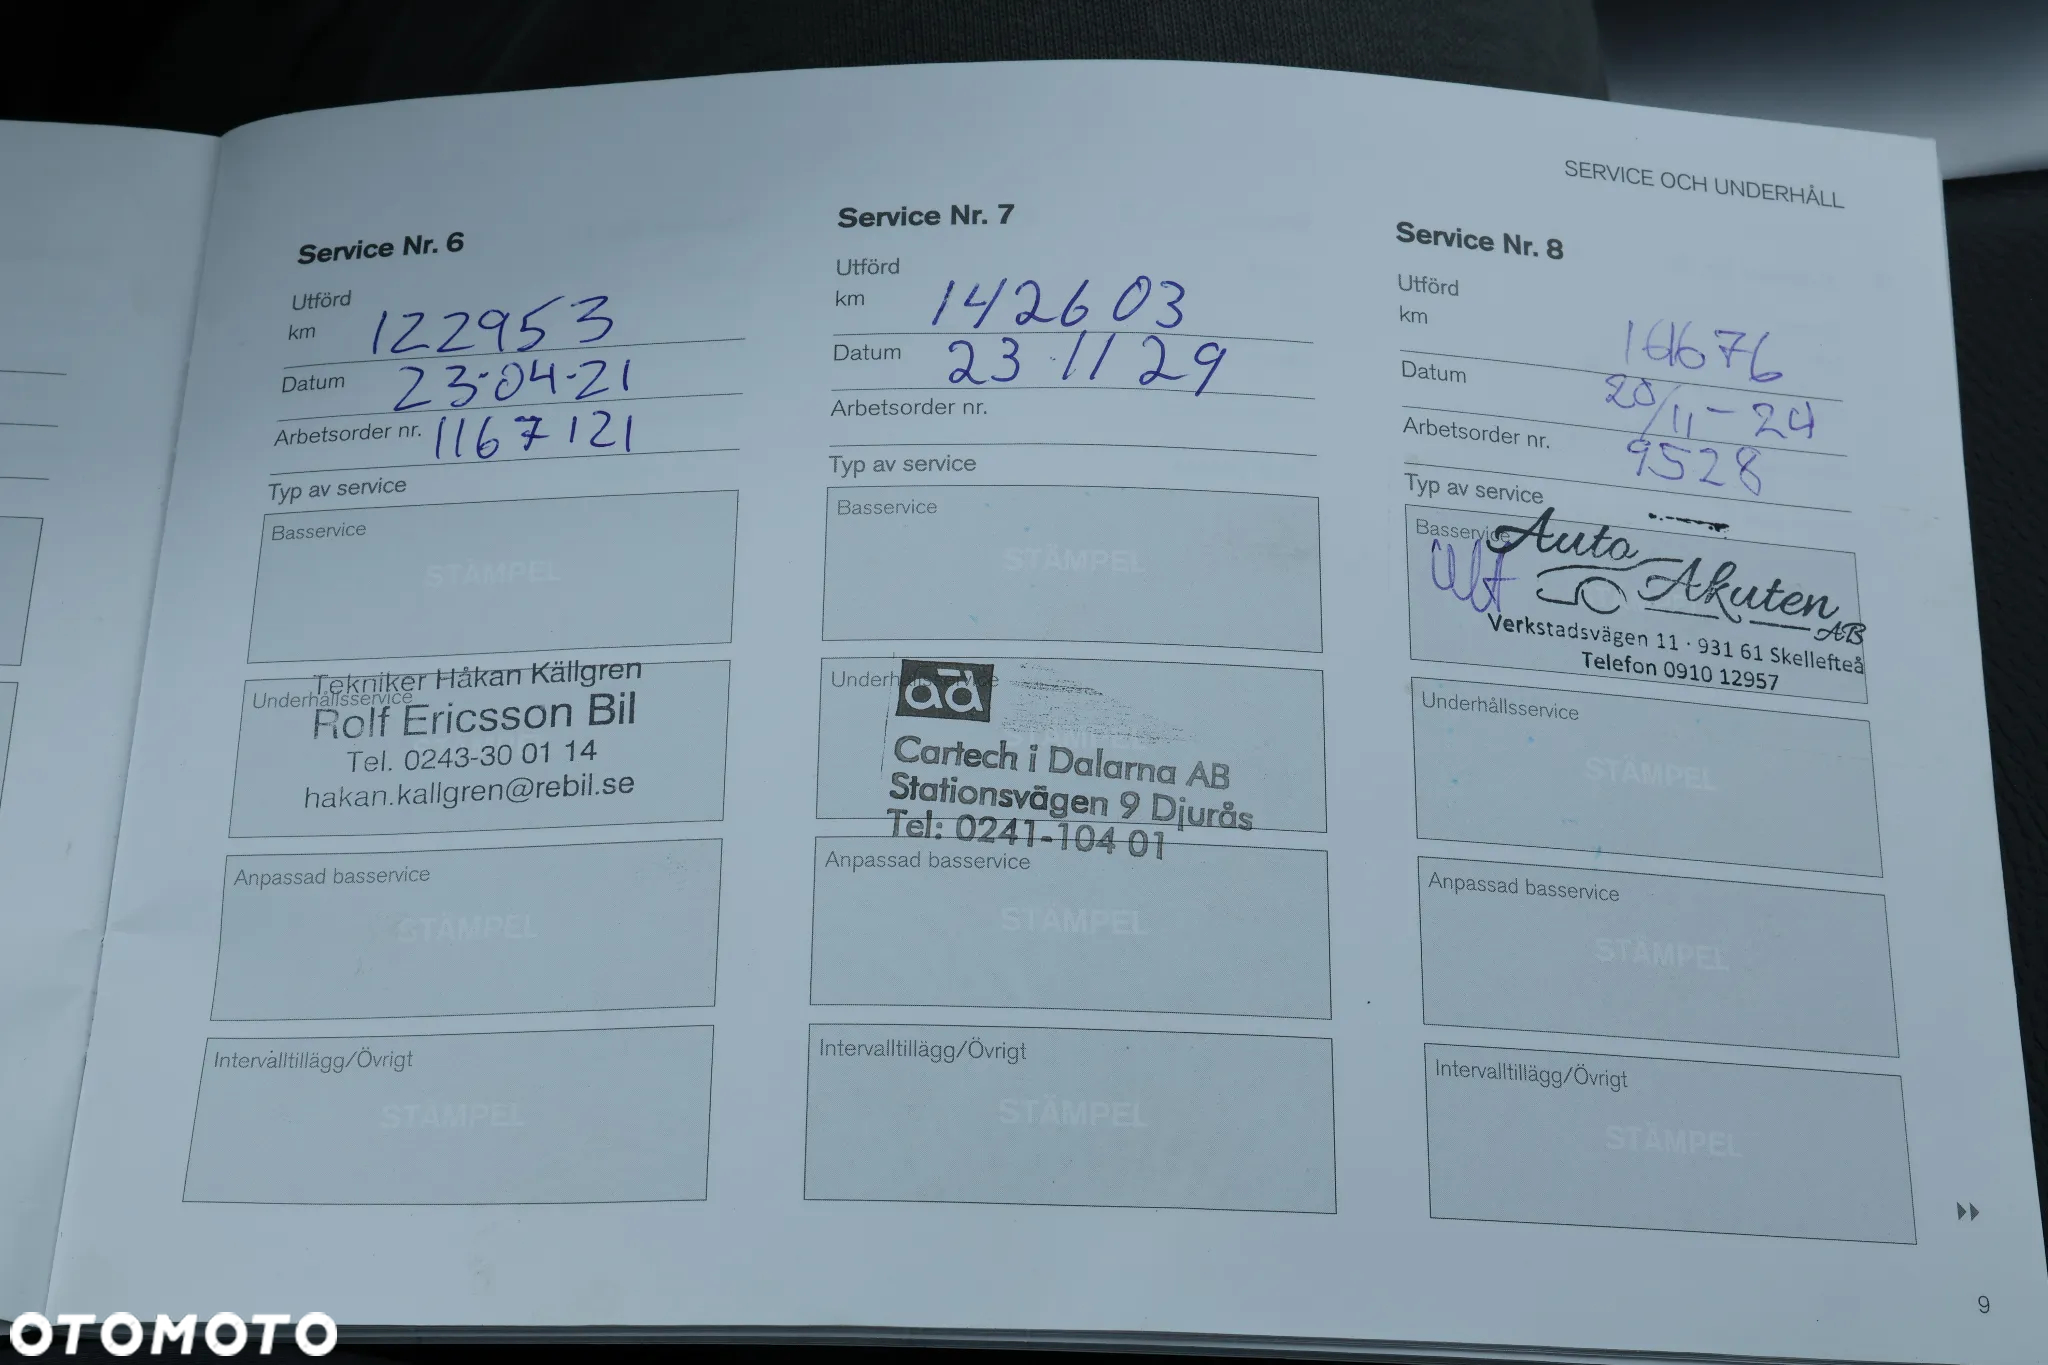 SERVICE OCH UNDERHÅLL
Service Nr. 6
Utförd
km 122953
Datum 23-04-21
Arbetsorder nr. 1167121
Typ av service
Basservice
STÄMPEL
Underhållsservice
Tekniker Håkan Källgren
Rolf Ericsson Bil
Tel. 0243-30 01 14
hakan.kallgren@rebil.se
Anpassad basservice
STÄMPEL
Intervalltillägg/Övrigt
STÄMPEL
Service Nr. 7
Utförd
km 142603
Datum 23 11 29
Arbetsorder nr.
Typ av service
Basservice
STÄMPEL
Underhållsservice
ad
STÄMPEL
Cartech i Dalarna AB
Stationsvägen 9 Djurås
Tel: 0241-104 01
Anpassad basservice
STÄMPEL
Intervalltillägg/Övrigt
STÄMPEL
Service Nr. 8
Utförd
km
Datum 20/11-24
Arbetsorder nr. 9528
Typ av service
Basservice
Auto
Akuten
AB
Verkstadsvägen 11 · 931 61 Skellefteå
Telefon 0910 12957
Underhållsservice
STÄMPEL
Anpassad basservice
STÄMPEL
Intervalltillägg/Övrigt
STÄMPEL
9
OTOMOTO